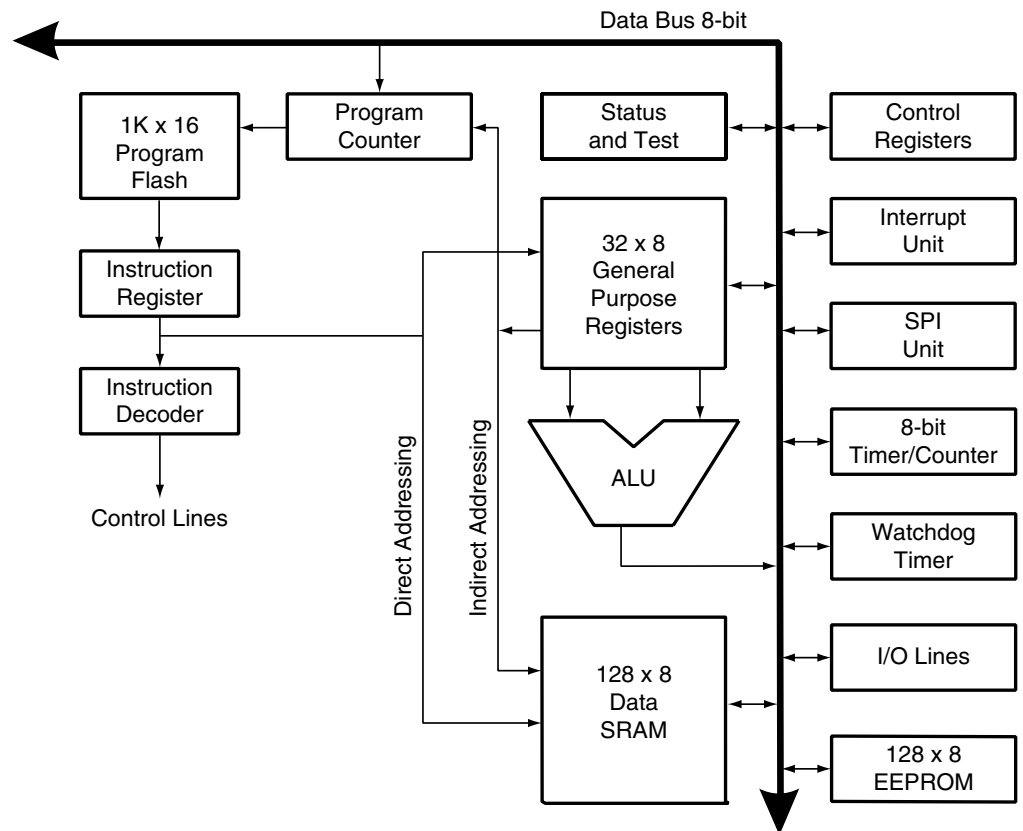 Data Bus 8-bit
1K x 16
Program
Flash
Program
Counter
Status
and Test
Control
Registers
Instruction
Register
32 x 8
General
Purpose
Registers
Interrupt
Unit
SPI
Unit
Instruction
Decoder
ALU
8-bit
Timer/Counter
Control Lines
Direct Addressing
Indirect Addressing
Watchdog
Timer
128 x 8
Data
SRAM
I/O Lines
128 x 8
EEPROM